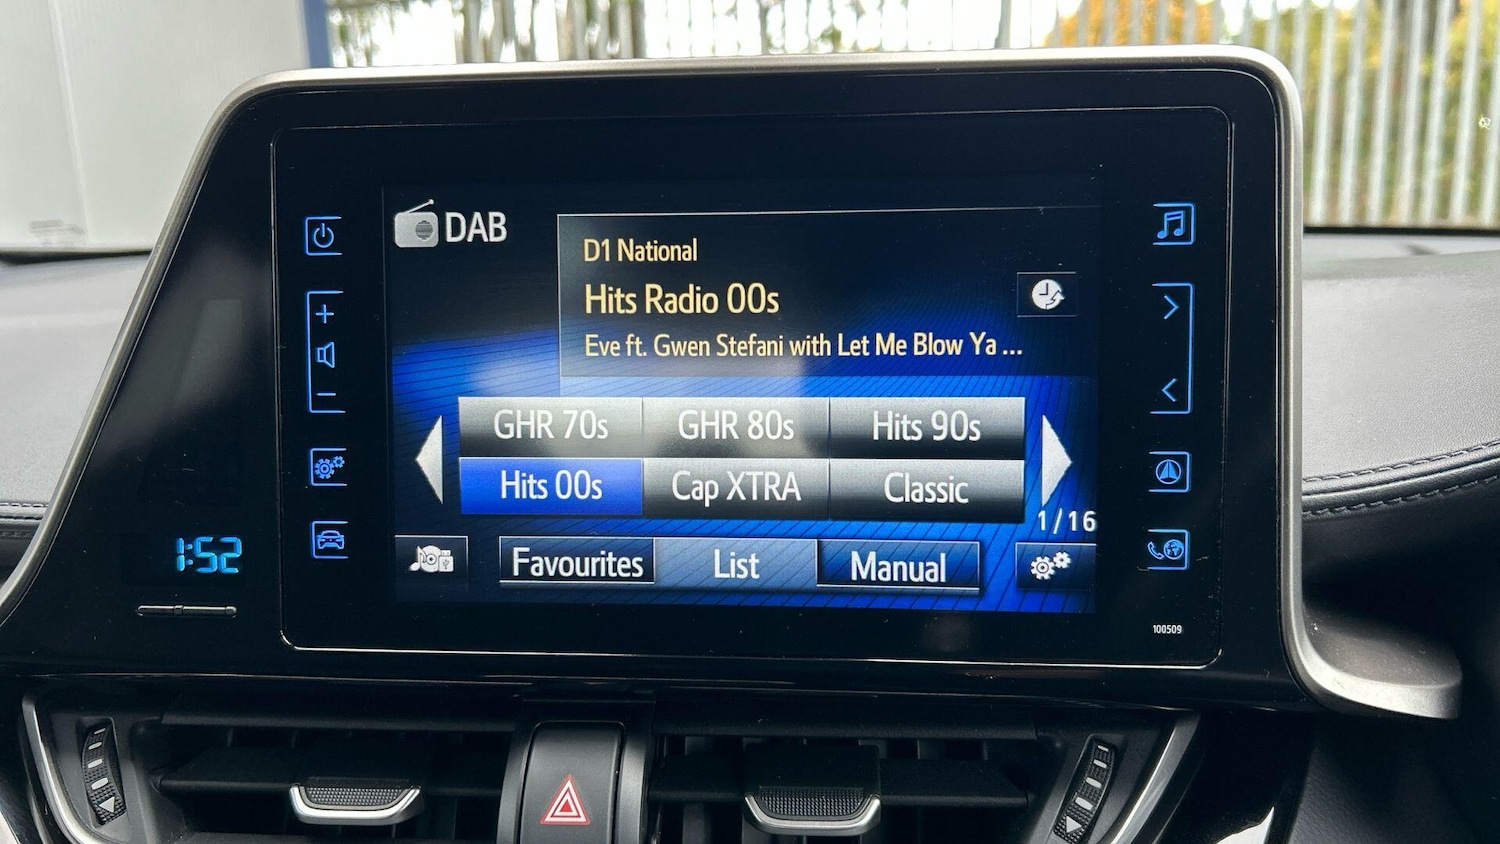 DAB
D1 National
Hits Radio 00s
Eve ft. Gwen Stefani with Let Me Blow Ya ...
GHR 70s GHR 80s Hits 90s
Hits 00s Cap XTRA Classic
1/16
Favourites List Manual
1:52
100509